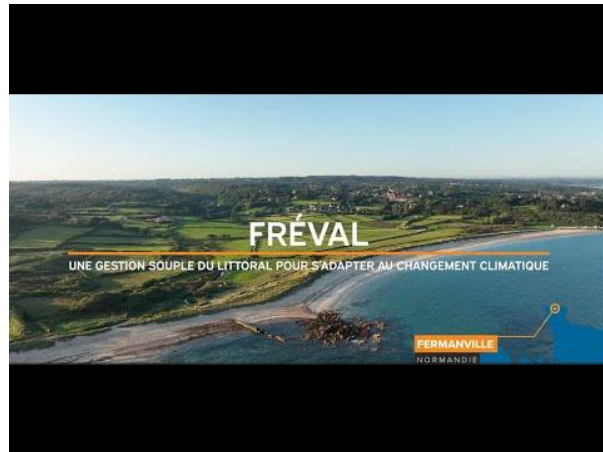 FRÉVAL
UNE GESTION SOUPLE DU LITTORAL POUR S'ADAPTER AU CHANGEMENT CLIMATIQUE
FERMANVILLE
NORMANDIE